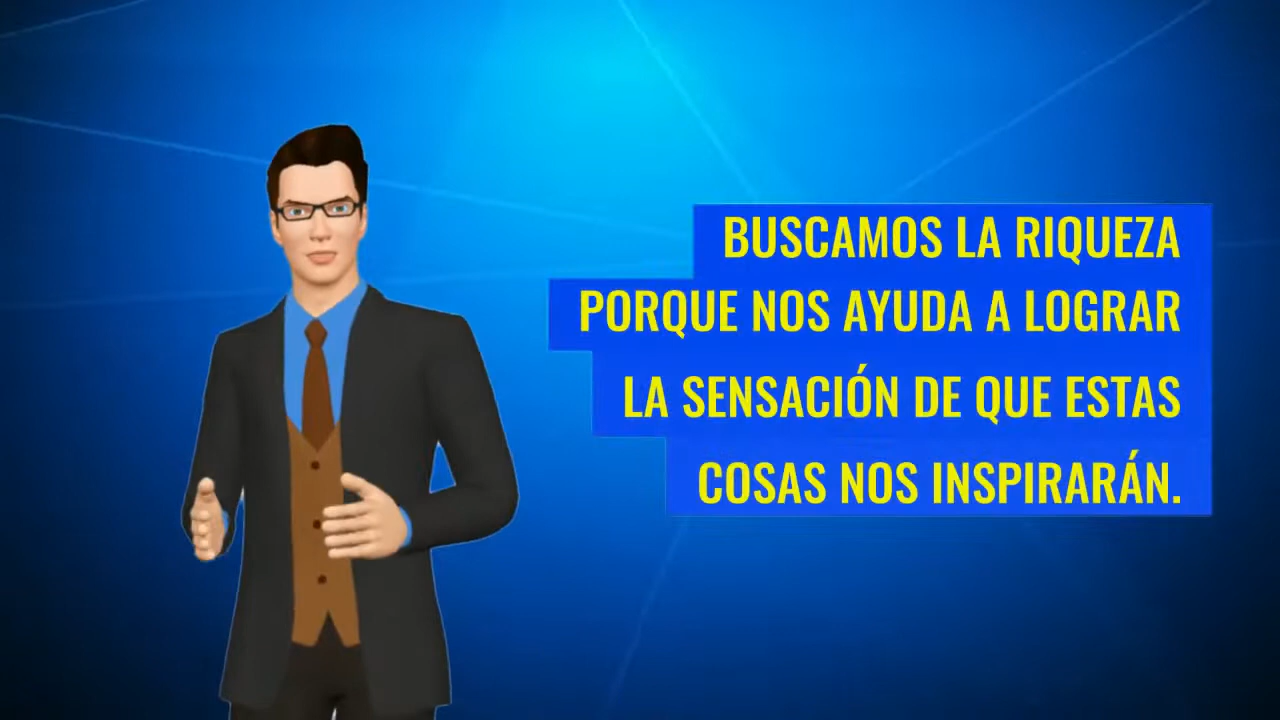 BUSCAMOS LA RIQUEZA
PORQUE NOS AYUDA A LOGRAR
LA SENSACIÓN DE QUE ESTAS
COSAS NOS INSPIRARÁN.